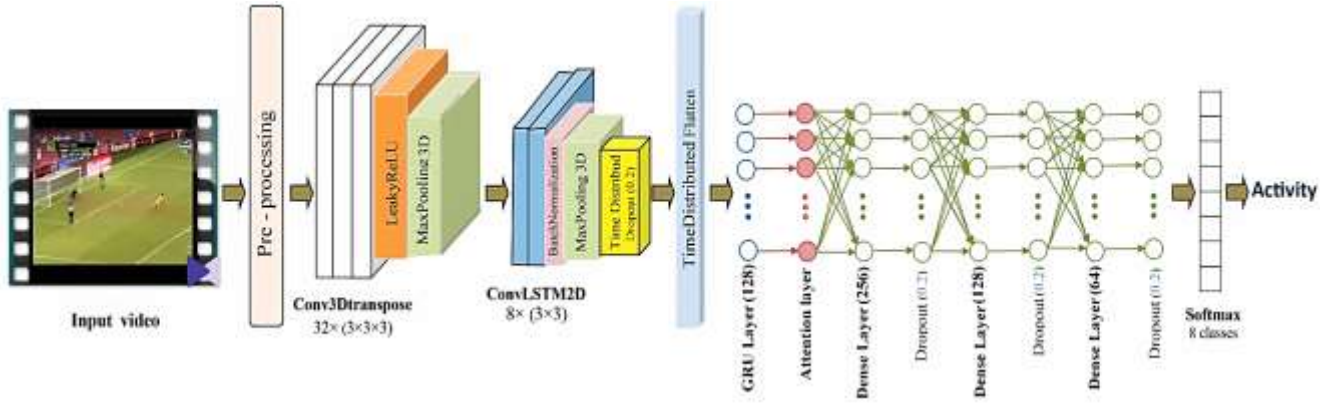 Input video
Pre - processing
LeakyReLU
MaxPooling 3D
Conv3Dtranspose
32× (3×3×3)
BatchNormalization
MaxPooling 3D
Time Distribud
Dropout (0.2)
ConvLSTM2D
8× (3×3)
TimeDistributed Flatten
GRU Layer (128)
Attention layer
Dense Layer (256)
Dropout (0.2)
Dense Layer (128)
Dropout (0.2)
Dense Layer (64)
Dropout (0.2)
Softmax
8 classes
Activity